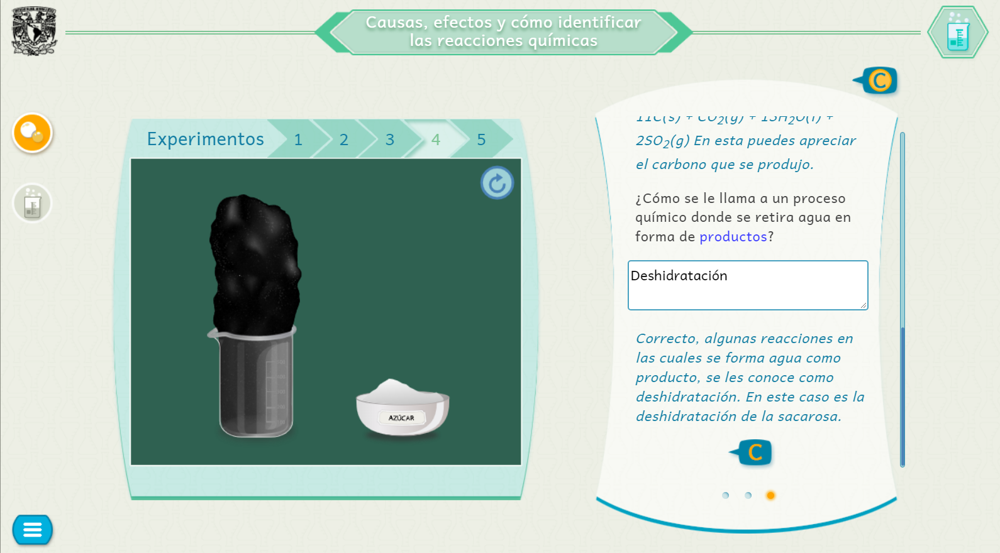 Causas, efectos y cómo identificar
las reacciones químicas
C
Experimentos 1 2 3 4 5
AZÚCAR
11C(s) + CO₂(g) + 13H₂O(l) +
2SO₂(g) En esta puedes apreciar
el carbono que se produjo.
¿Cómo se le llama a un proceso
químico donde se retira agua en
forma de productos?
Deshidratación
Correcto, algunas reacciones en
las cuales se forma agua como
producto, se les conoce como
deshidratación. En este caso es la
deshidratación de la sacarosa.
C